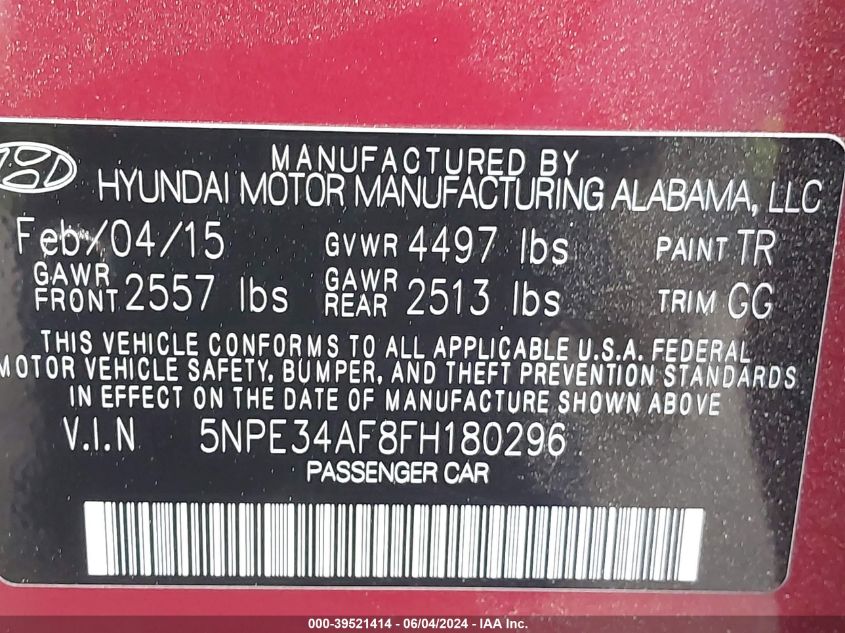 MANUFACTURED BY
HYUNDAI MOTOR MANUFACTURING ALABAMA, LLC
Feb/04/15 GVWR 4497 lbs PAINT TR
GAWR FRONT 2557 lbs GAWR REAR 2513 lbs TRIM GG
THIS VEHICLE CONFORMS TO ALL APPLICABLE U.S.A. FEDERAL
MOTOR VEHICLE SAFETY, BUMPER, AND THEFT PREVENTION STANDARDS
IN EFFECT ON THE DATE OF MANUFACTURE SHOWN ABOVE
V.I.N 5NPE34AF8FH180296
PASSENGER CAR
000-39521414 - 06/04/2024 - IAA Inc.